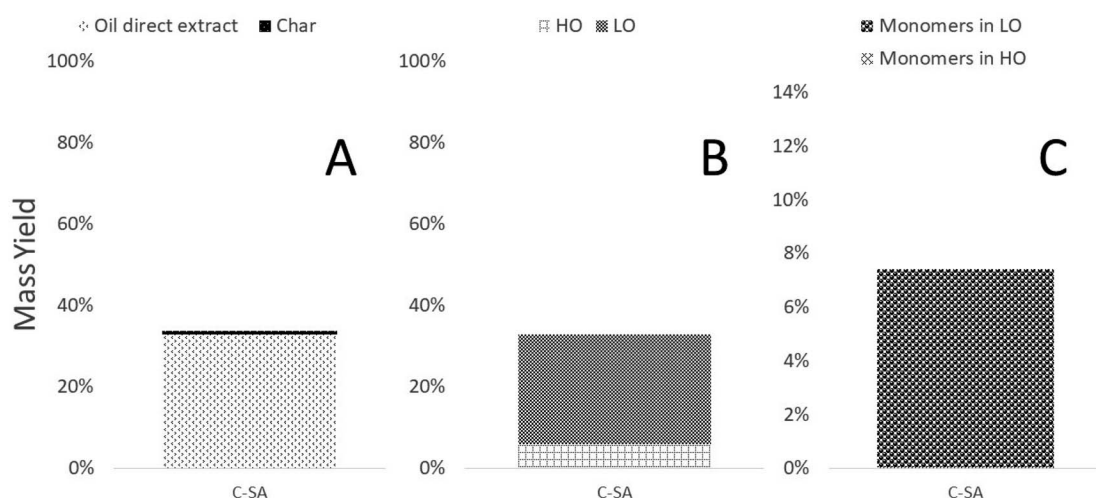 Oil direct extract Char
HO LO
Monomers in LO
Monomers in HO
Mass Yield
100%
80%
60%
40%
20%
0%
A
C-SA
100%
80%
60%
40%
20%
0%
B
C-SA
14%
12%
10%
8%
6%
4%
2%
0%
C
C-SA